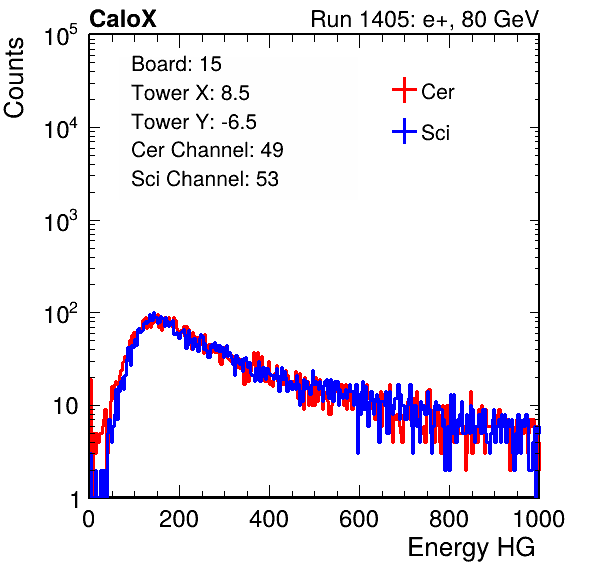 CaloX Run 1405: e+, 80 GeV
Counts
Board: 15
Tower X: 8.5
Tower Y: -6.5
Cer Channel: 49
Sci Channel: 53
Cer
Sci
10^5
10^4
10^3
10^2
10
1
0 200 400 600 800 1000
Energy HG